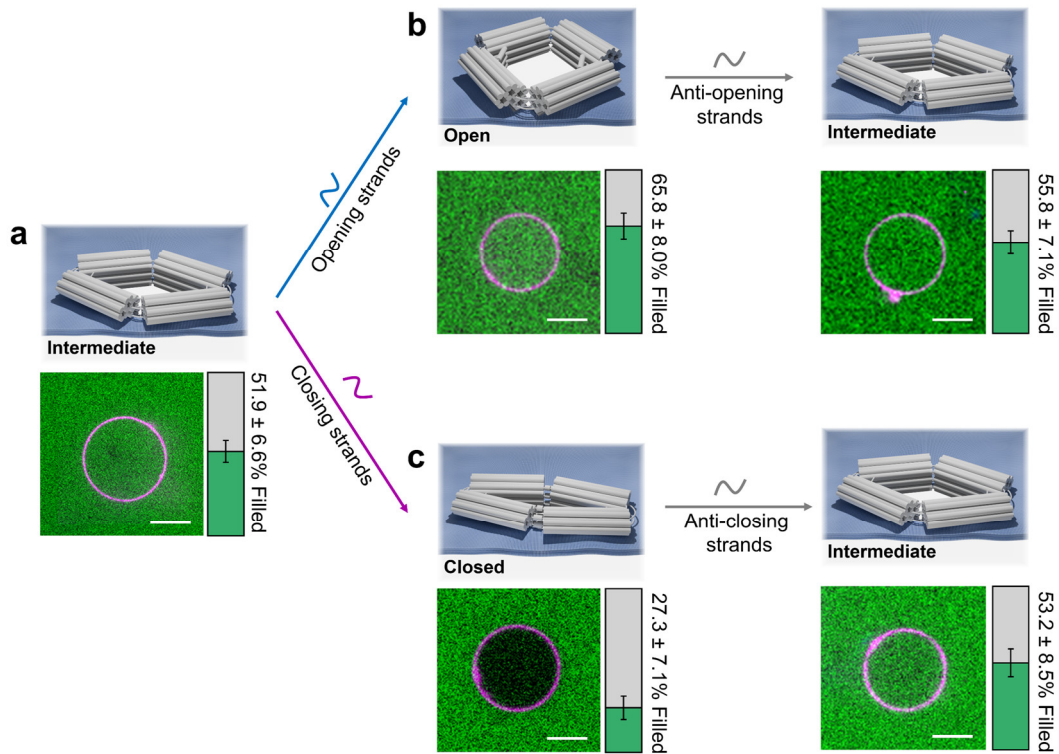 a
Intermediate
51.9 ± 6.6% Filled
Opening strands
Closing strands
b
Open
65.8 ± 8.0% Filled
Anti-opening
strands
Intermediate
55.8 ± 7.1% Filled
c
Closed
27.3 ± 7.1% Filled
Anti-closing
strands
Intermediate
53.2 ± 8.5% Filled